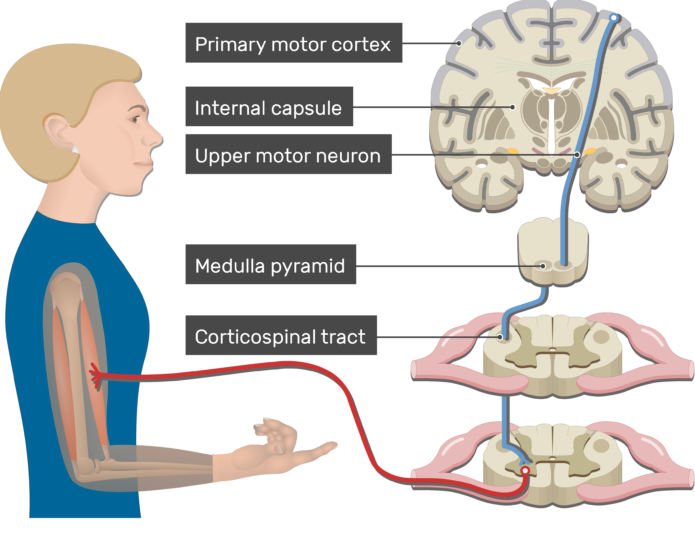 Primary motor cortex
Internal capsule
Upper motor neuron
Medulla pyramid
Corticospinal tract